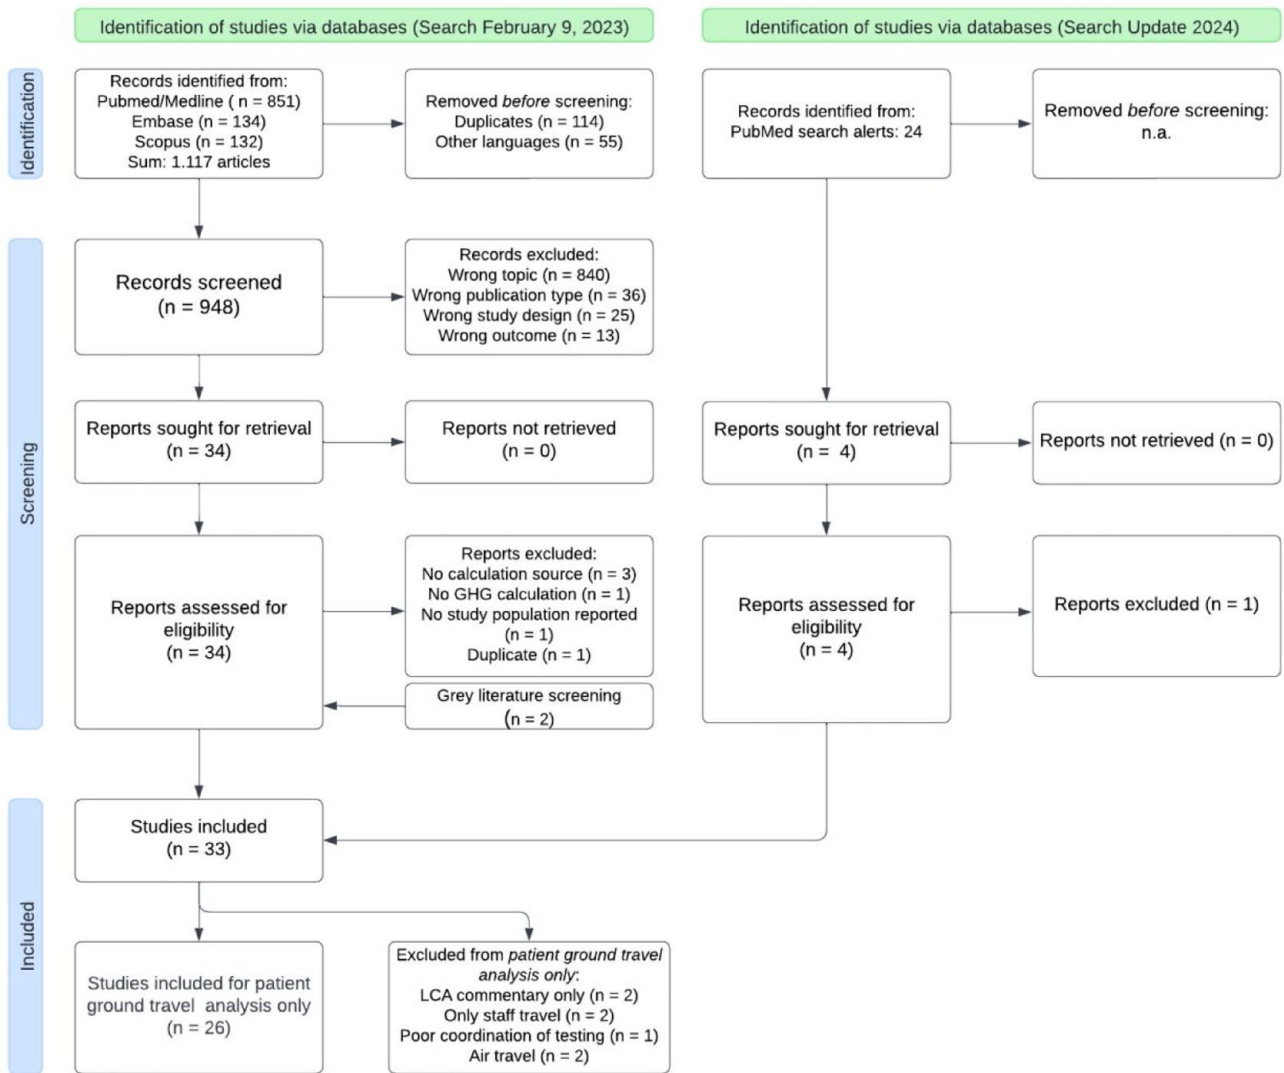 Identification of studies via databases (Search February 9, 2023)
Identification of studies via databases (Search Update 2024)
Identification
Records identified from:
Pubmed/Medline ( n = 851)
Embase (n = 134)
Scopus (n = 132)
Sum: 1.117 articles
Removed before screening:
Duplicates (n = 114)
Other languages (n = 55)
Records identified from:
PubMed search alerts: 24
Removed before screening:
n.a.
Screening
Records screened
(n = 948)
Records excluded:
Wrong topic (n = 840)
Wrong publication type (n = 36)
Wrong study design (n = 25)
Wrong outcome (n = 13)
Reports sought for retrieval
(n = 34)
Reports not retrieved
(n = 0)
Reports sought for retrieval
(n =  4)
Reports not retrieved (n = 0)
Reports assessed for
eligibility
(n = 34)
Reports excluded:
No calculation source (n = 3)
No GHG calculation (n = 1)
No study population reported
(n = 1)
Duplicate (n = 1)
Grey literature screening
(n = 2)
Reports assessed for
eligibility
(n = 4)
Reports excluded (n = 1)
Included
Studies included
(n = 33)
Studies included for patient
ground travel  analysis only
(n = 26)
Excluded from patient ground travel
analysis only:
LCA commentary only (n = 2)
Only staff travel (n = 2)
Poor coordination of testing (n = 1)
Air travel (n = 2)